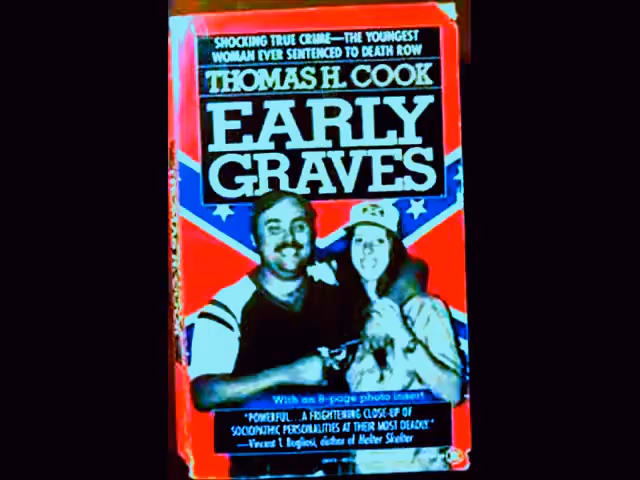 SHOCKING TRUE CRIME—THE YOUNGEST
WOMAN EVER SENTENCED TO DEATH ROW
THOMAS H. COOK
EARLY
GRAVES
With an 8-page photo insert
"POWERFUL...A FRIGHTENING CLOSE-UP OF
SOCIOPATHIC PERSONALITIES AT THEIR MOST DEADLY."
—Vincent T. Bugliosi, author of Helter Skelter